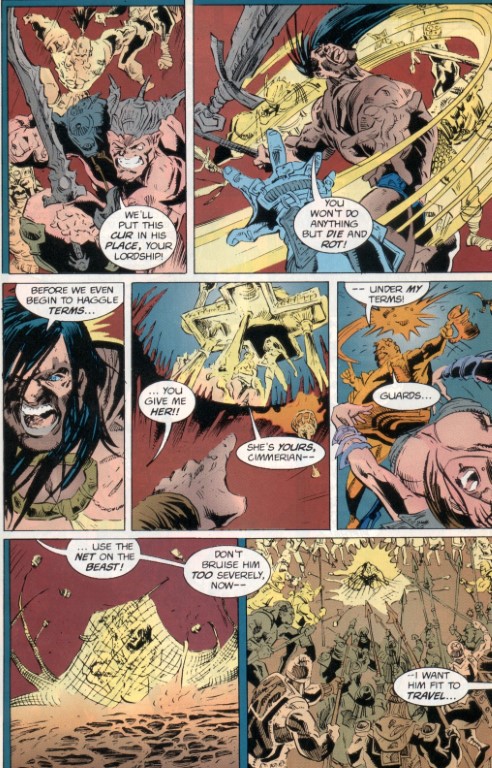 WE'LL
PUT THIS
CUR IN HIS
PLACE, YOUR
LORDSHIP!
YOU
WON'T DO
ANYTHING
BUT DIE AND
ROT!
BEFORE WE EVEN
BEGIN TO HAGGLE
TERMS...
... YOU
GIVE ME
HER!!
SHE'S YOURS,
CIMMERIAN--
-- UNDER MY
TERMS!
GUARDS...
... USE THE
NET ON THE
BEAST!
DON'T
BRUISE HIM
TOO SEVERELY,
NOW--
--I WANT
HIM FIT TO
TRAVEL...